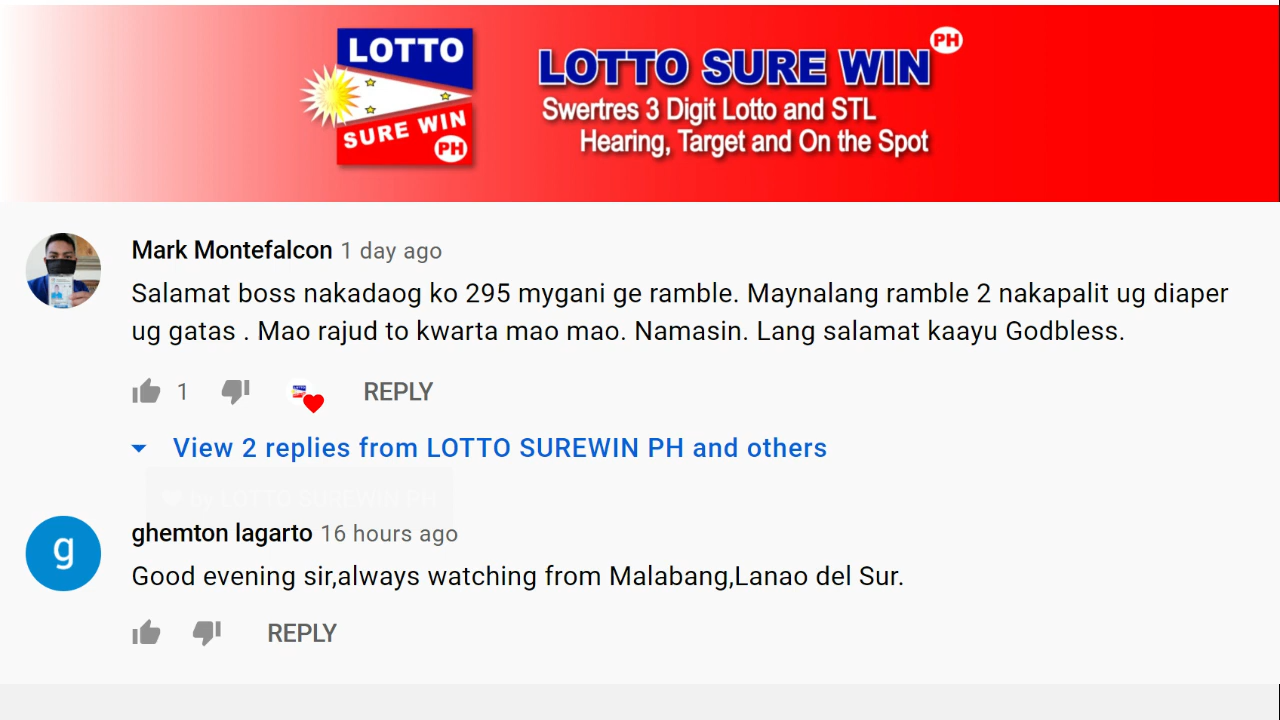 LOTTO
SURE WIN
PH
LOTTO SURE WIN PH
Swertres 3 Digit Lotto and STL
Hearing, Target and On the Spot
Mark Montefalcon 1 day ago
Salamat boss nakadaog ko 295 mygani ge ramble. Maynalang ramble 2 nakapalit ug diaper
ug gatas . Mao rajud to kwarta mao mao. Namasin. Lang salamat kaayu Godbless.
1 REPLY
View 2 replies from LOTTO SUREWIN PH and others
by LOTTO SUREWIN PH
g
ghemton lagarto 16 hours ago
Good evening sir,always watching from Malabang,Lanao del Sur.
REPLY